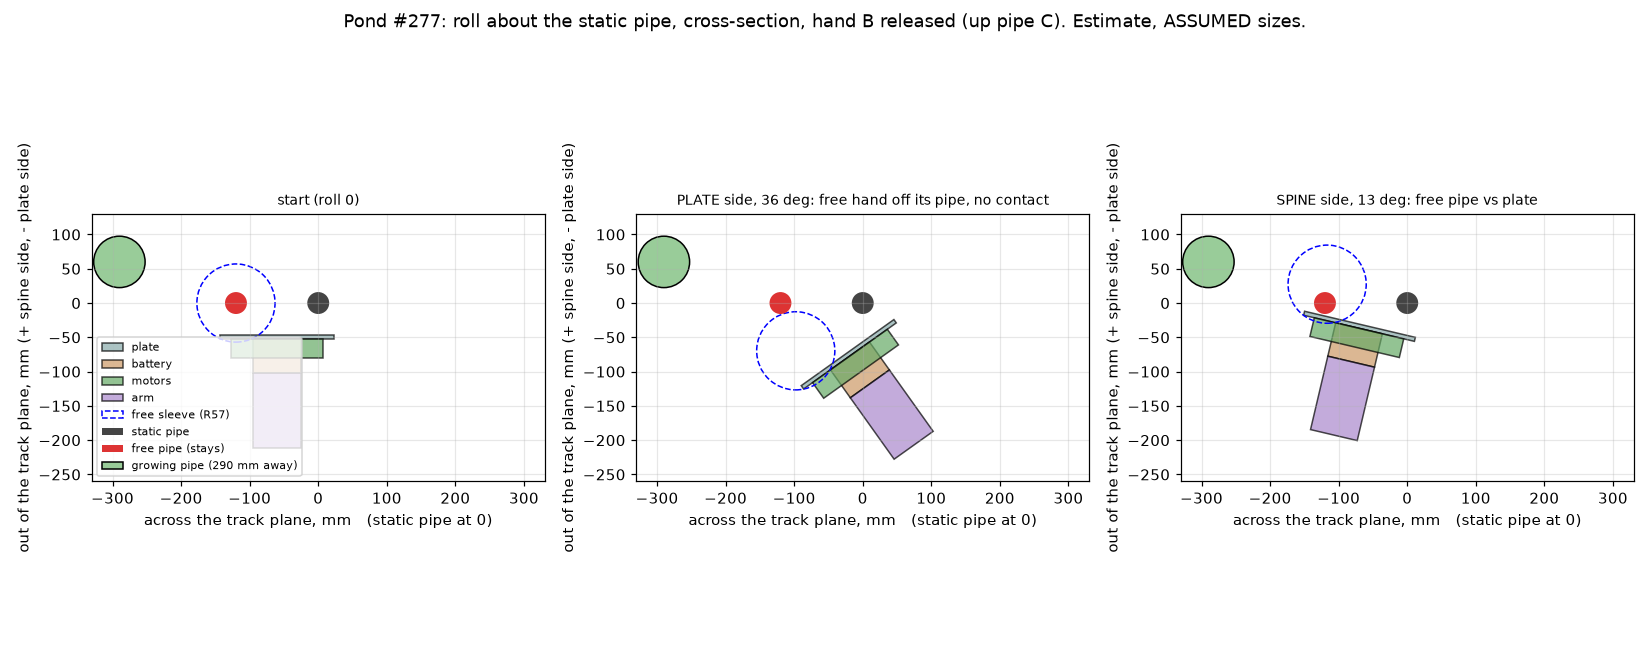 Pond #277: roll about the static pipe, cross-section, hand B released (up pipe C). Estimate, ASSUMED sizes.
start (roll 0)
out of the track plane, mm (+ spine side, - plate side)
100
50
0
−50
−100
−150
−200
−250
plate
battery
motors
arm
free sleeve (R57)
static pipe
free pipe (stays)
growing pipe (290 mm away)
−300 −200 −100 0 100 200 300
across the track plane, mm (static pipe at 0)
PLATE side, 36 deg: free hand off its pipe, no contact
out of the track plane, mm (+ spine side, - plate side)
100
50
0
−50
−100
−150
−200
−250
−300 −200 −100 0 100 200 300
across the track plane, mm (static pipe at 0)
SPINE side, 13 deg: free pipe vs plate
out of the track plane, mm (+ spine side, - plate side)
100
50
0
−50
−100
−150
−200
−250
−300 −200 −100 0 100 200 300
across the track plane, mm (static pipe at 0)